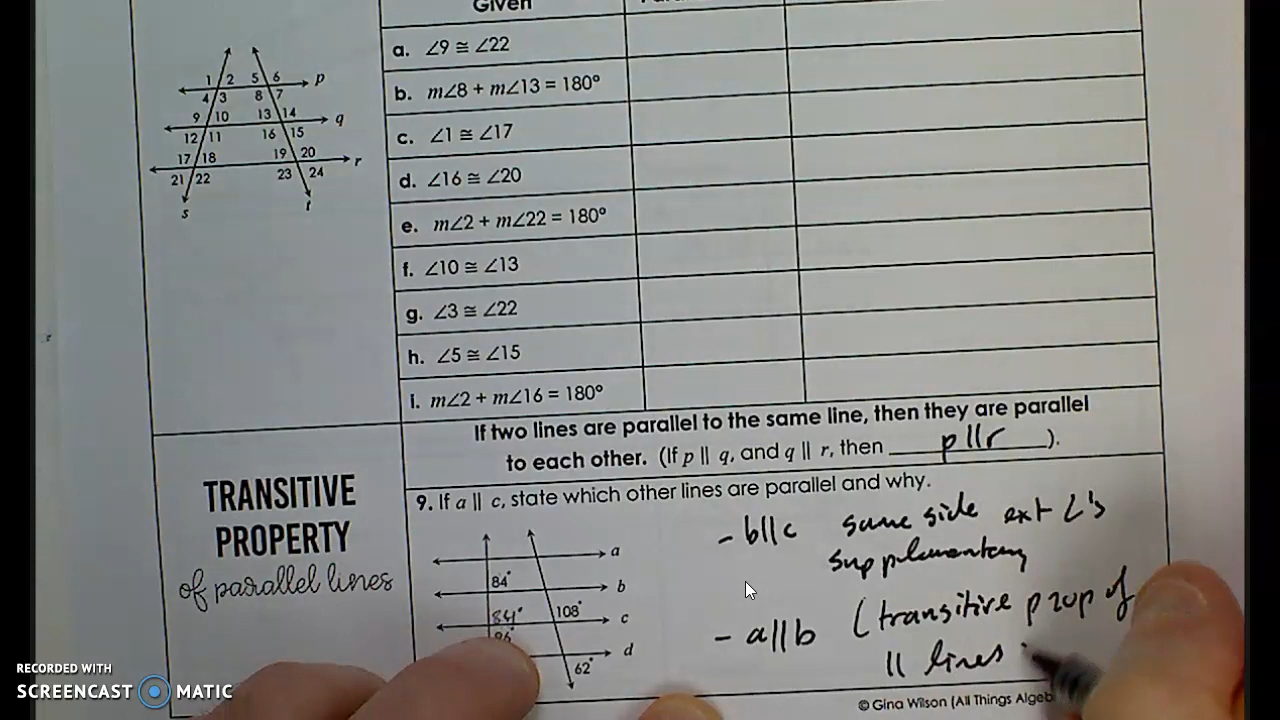 Given
a. ∠9 ≅ ∠22
b. m∠8 + m∠13 = 180°
c. ∠1 ≅ ∠17
d. ∠16 ≅ ∠20
e. m∠2 + m∠22 = 180°
f. ∠10 ≅ ∠13
g. ∠3 ≅ ∠22
h. ∠5 ≅ ∠15
i. m∠2 + m∠16 = 180°
1 2 5 6 p
4 3 8 7
9 10 13 14 q
12 11 16 15
17 18 19 20 r
21 22 23 24
s t
If two lines are parallel to the same line, then they are parallel
to each other. (If p || q, and q || r, then p||r).
TRANSITIVE
PROPERTY
of parallel lines
9. If a || c, state which other lines are parallel and why.
a
84° b
84° 108° c
d
62°
- b||c same side ext ∠'s
supplementary
- a||b (transitive prop of
|| lines
© Gina Wilson (All Things Algeb
RECORDED WITH
SCREENCAST MATIC